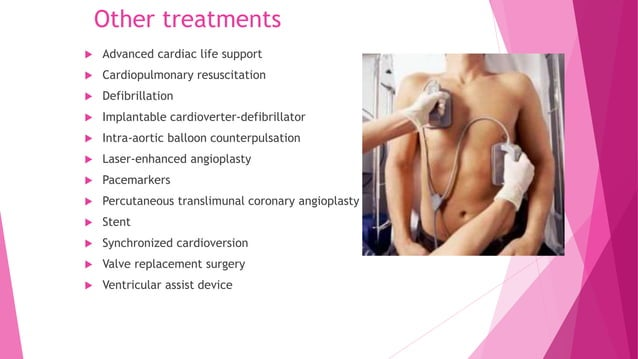 Other treatments
Advanced cardiac life support
Cardiopulmonary resuscitation
Defibrillation
Implantable cardioverter-defibrillator
Intra-aortic balloon counterpulsation
Laser-enhanced angioplasty
Pacemarkers
Percutaneous translimunal coronary angioplasty
Stent
Synchronized cardioversion
Valve replacement surgery
Ventricular assist device